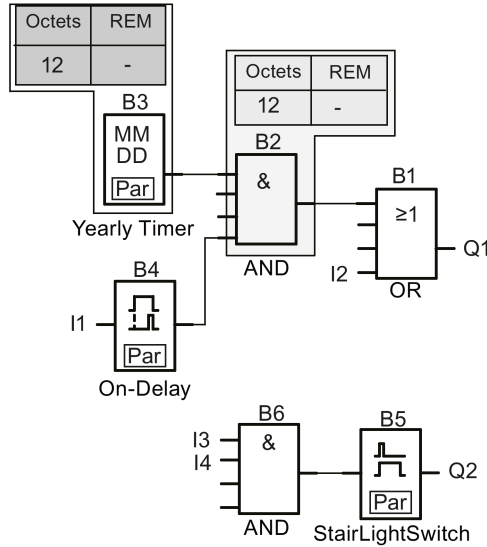 Octets REM
12 -
B3
MM
DD
Par
Yearly Timer
Octets REM
12 -
B2
&
AND
B1
≥1
Q1
I2
OR
B4
I1
Par
On-Delay
B6
I3
&
I4
AND
B5
Q2
Par
StairLightSwitch